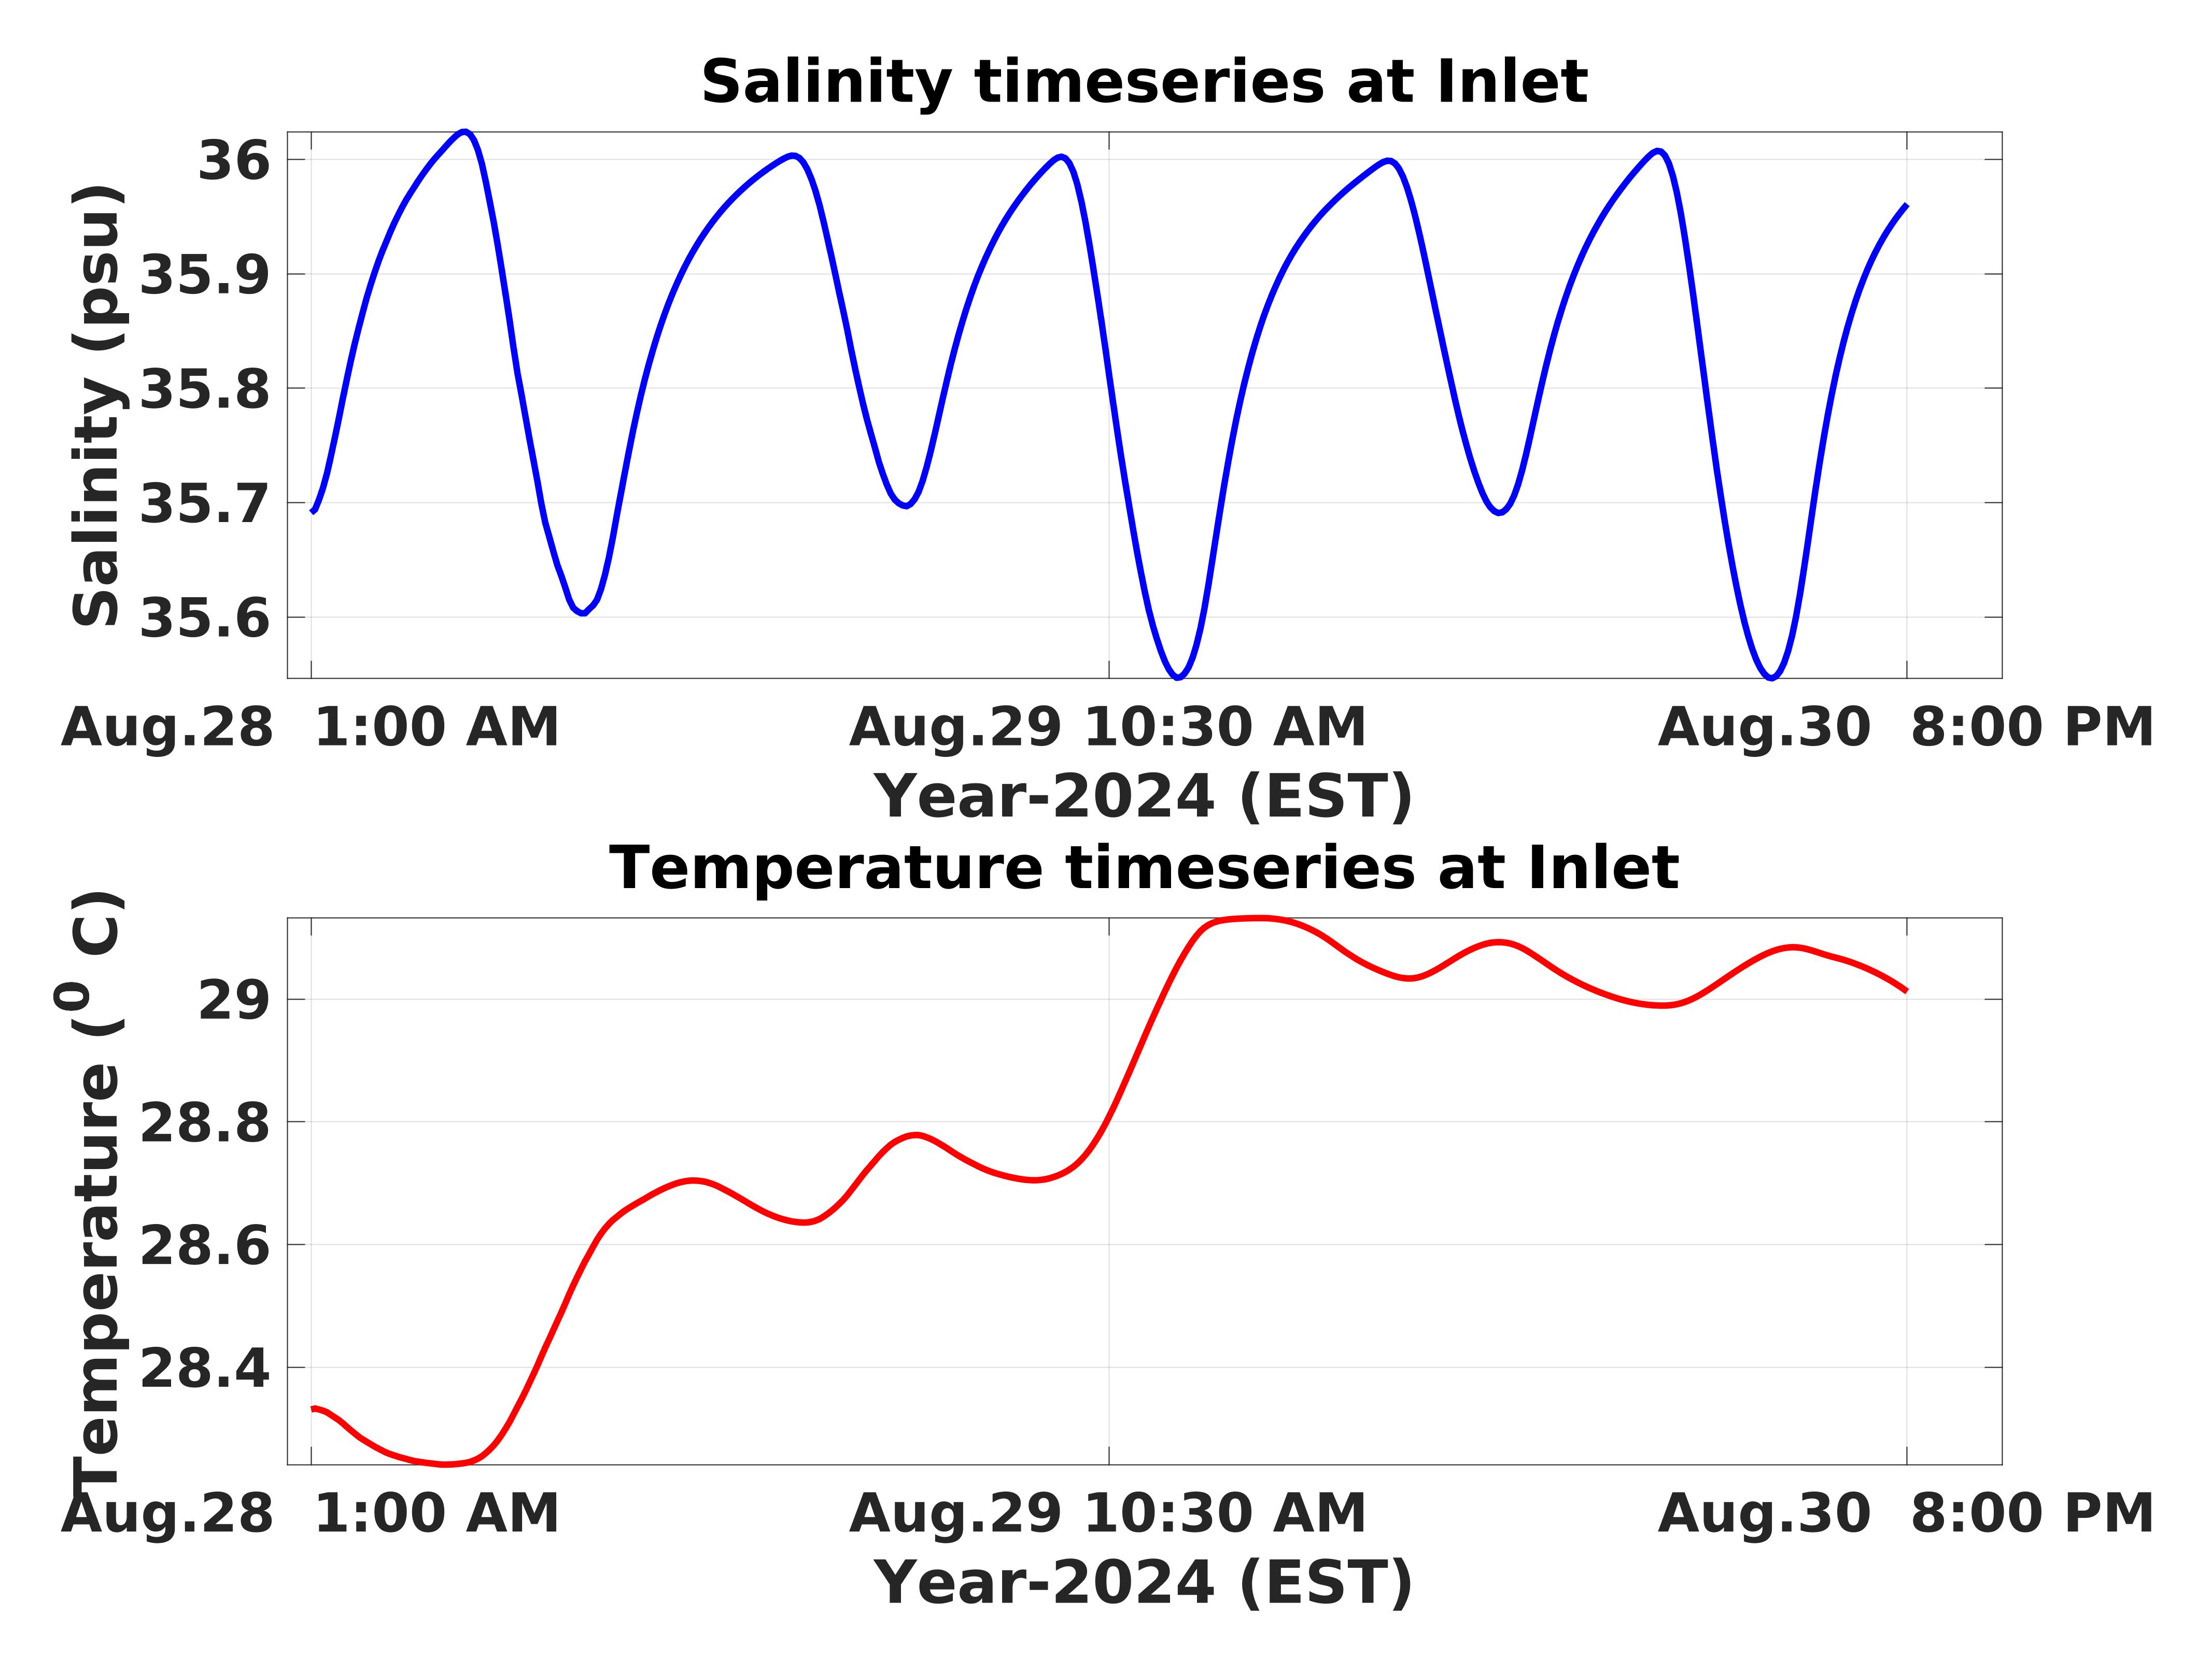 Salinity timeseries at Inlet
Salinity (psu)
36
35.9
35.8
35.7
35.6
Aug.28  1:00 AM
Aug.29 10:30 AM
Aug.30  8:00 PM
Year-2024 (EST)
Temperature timeseries at Inlet
Temperature (⁰ C)
29
28.8
28.6
28.4
Aug.28  1:00 AM
Aug.29 10:30 AM
Aug.30  8:00 PM
Year-2024 (EST)